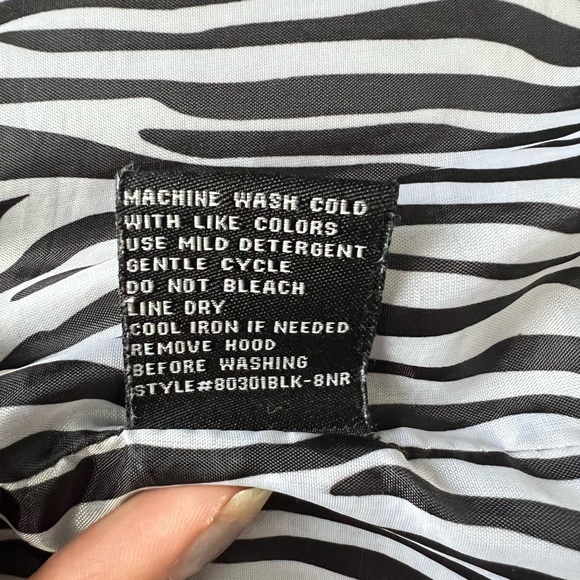 MACHINE WASH COLD
WITH LIKE COLORS
USE MILD DETERGENT
GENTLE CYCLE
DO NOT BLEACH
LINE DRY
COOL IRON IF NEEDED
REMOVE HOOD
BEFORE WASHING
STYLE#80301BLK-8NR